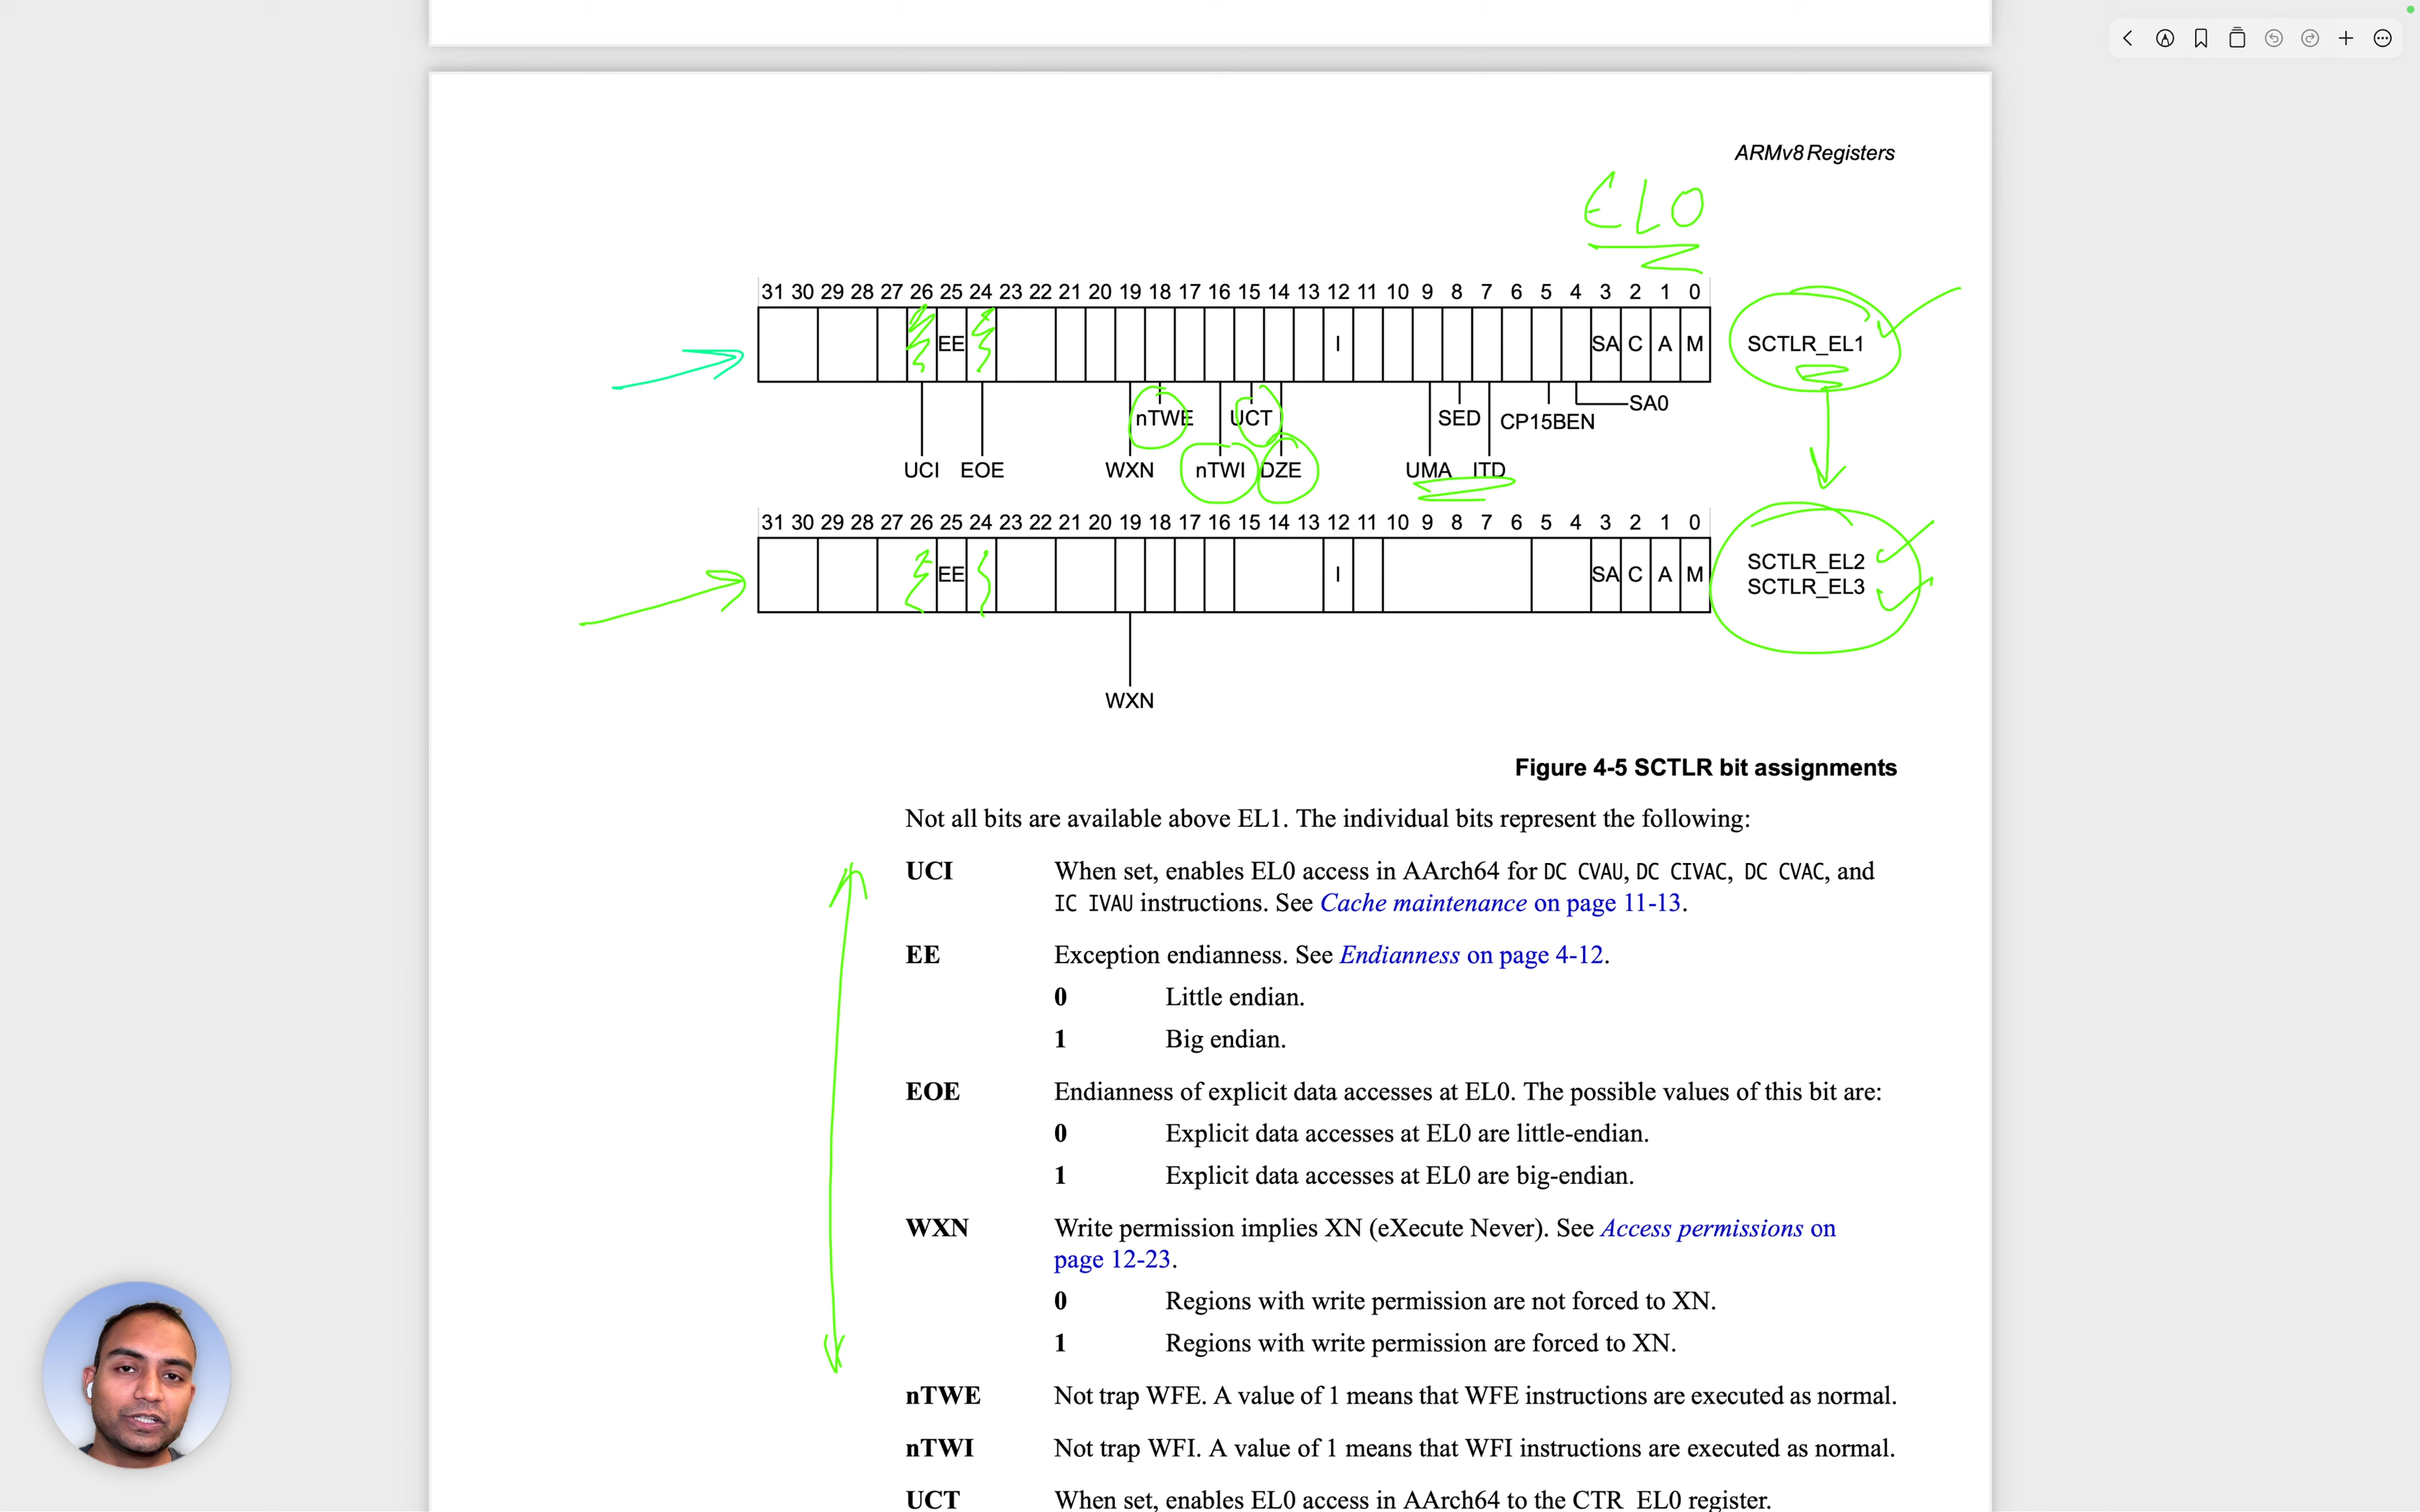 ARMv8 Registers
EL0
31 30 29 28 27 26 25 24 23 22 21 20 19 18 17 16 15 14 13 12 11 10 9 8 7 6 5 4 3 2 1 0
EE I SA C A M SCTLR_EL1
SA0
nTWE UCT SED CP15BEN
UCI EOE WXN nTWI DZE UMA ITD
31 30 29 28 27 26 25 24 23 22 21 20 19 18 17 16 15 14 13 12 11 10 9 8 7 6 5 4 3 2 1 0
SCTLR_EL2
EE I SA C A M
SCTLR_EL3
WXN
Figure 4-5 SCTLR bit assignments
Not all bits are available above EL1. The individual bits represent the following:
UCI When set, enables EL0 access in AArch64 for DC CVAU, DC CIVAC, DC CVAC, and
IC IVAU instructions. See Cache maintenance on page 11-13.
EE Exception endianness. See Endianness on page 4-12.
0 Little endian.
1 Big endian.
EOE Endianness of explicit data accesses at EL0. The possible values of this bit are:
0 Explicit data accesses at EL0 are little-endian.
1 Explicit data accesses at EL0 are big-endian.
WXN Write permission implies XN (eXecute Never). See Access permissions on
page 12-23.
0 Regions with write permission are not forced to XN.
1 Regions with write permission are forced to XN.
nTWE Not trap WFE. A value of 1 means that WFE instructions are executed as normal.
nTWI Not trap WFI. A value of 1 means that WFI instructions are executed as normal.
UCT When set, enables EL0 access in AArch64 to the CTR_EL0 register.